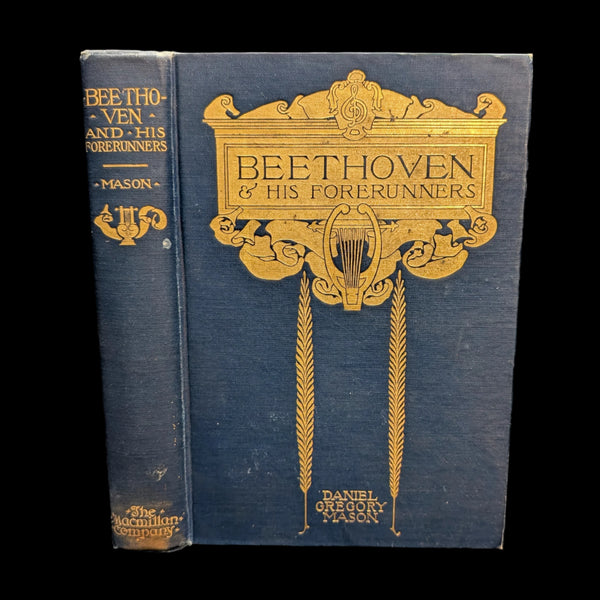 BEETHO-
VEN
AND · HIS
FORERUNNERS
· MASON ·
The
Macmillan
Company
BEETHOVEN
& HIS FORERUNNERS
DANIEL
GREGORY
MASON